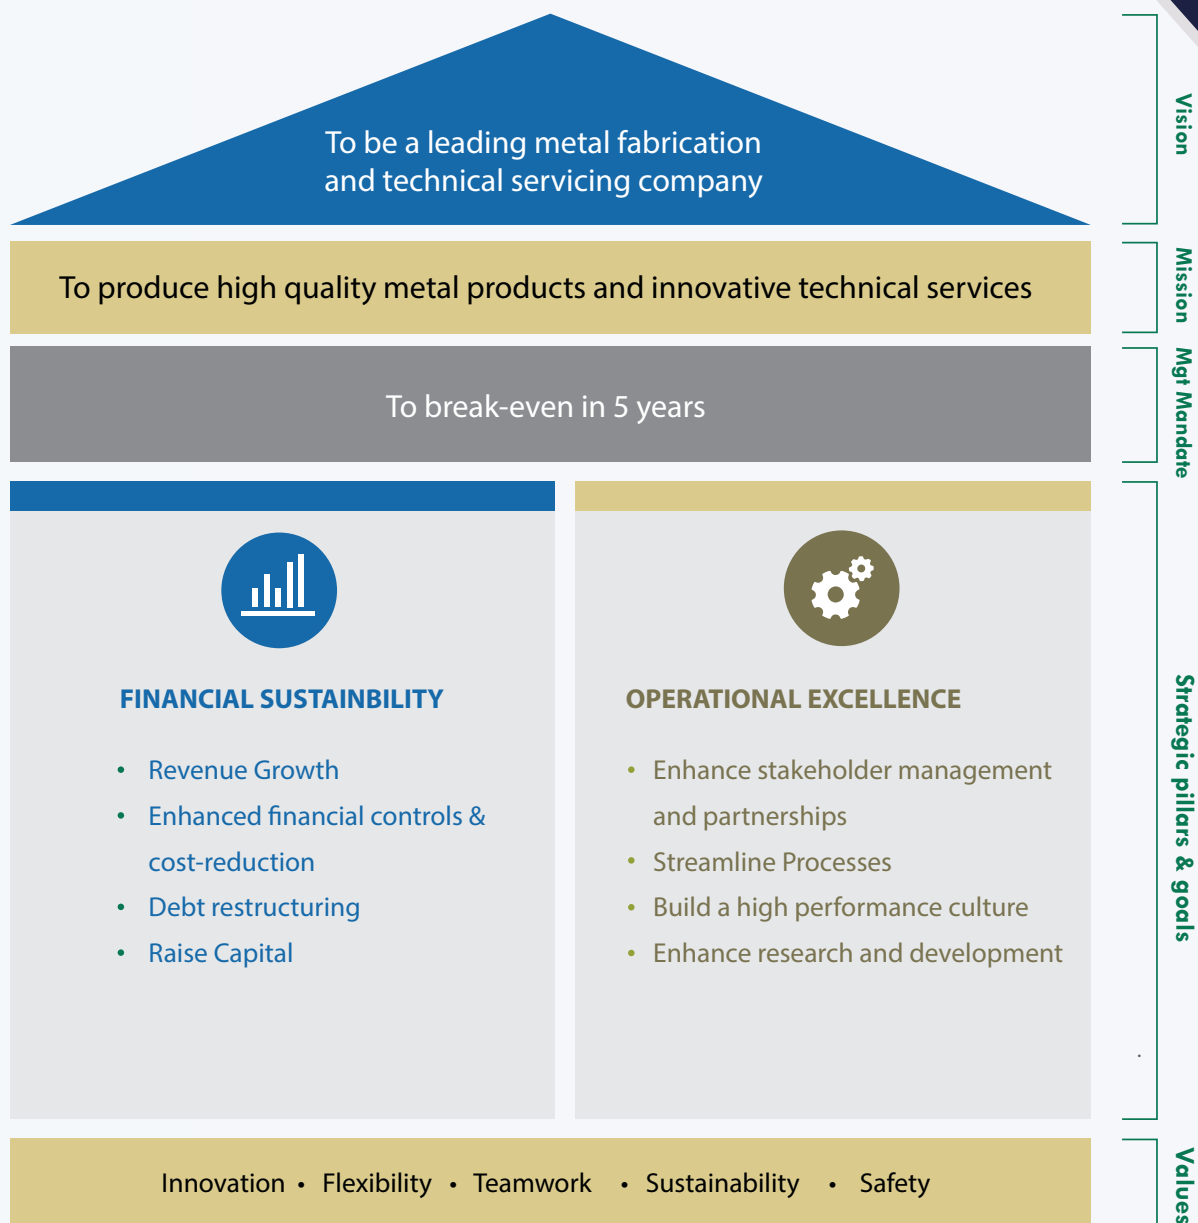 To be a leading metal fabrication
and technical servicing company
Vision
To produce high quality metal products and innovative technical services
Mission
To break-even in 5 years
Mgt Mandate
FINANCIAL SUSTAINBILITY
• Revenue Growth
• Enhanced financial controls &
cost-reduction
• Debt restructuring
• Raise Capital
OPERATIONAL EXCELLENCE
• Enhance stakeholder management
and partnerships
• Streamline Processes
• Build a high performance culture
• Enhance research and development
Strategic pillars & goals
Innovation • Flexibility • Teamwork • Sustainability • Safety
Values